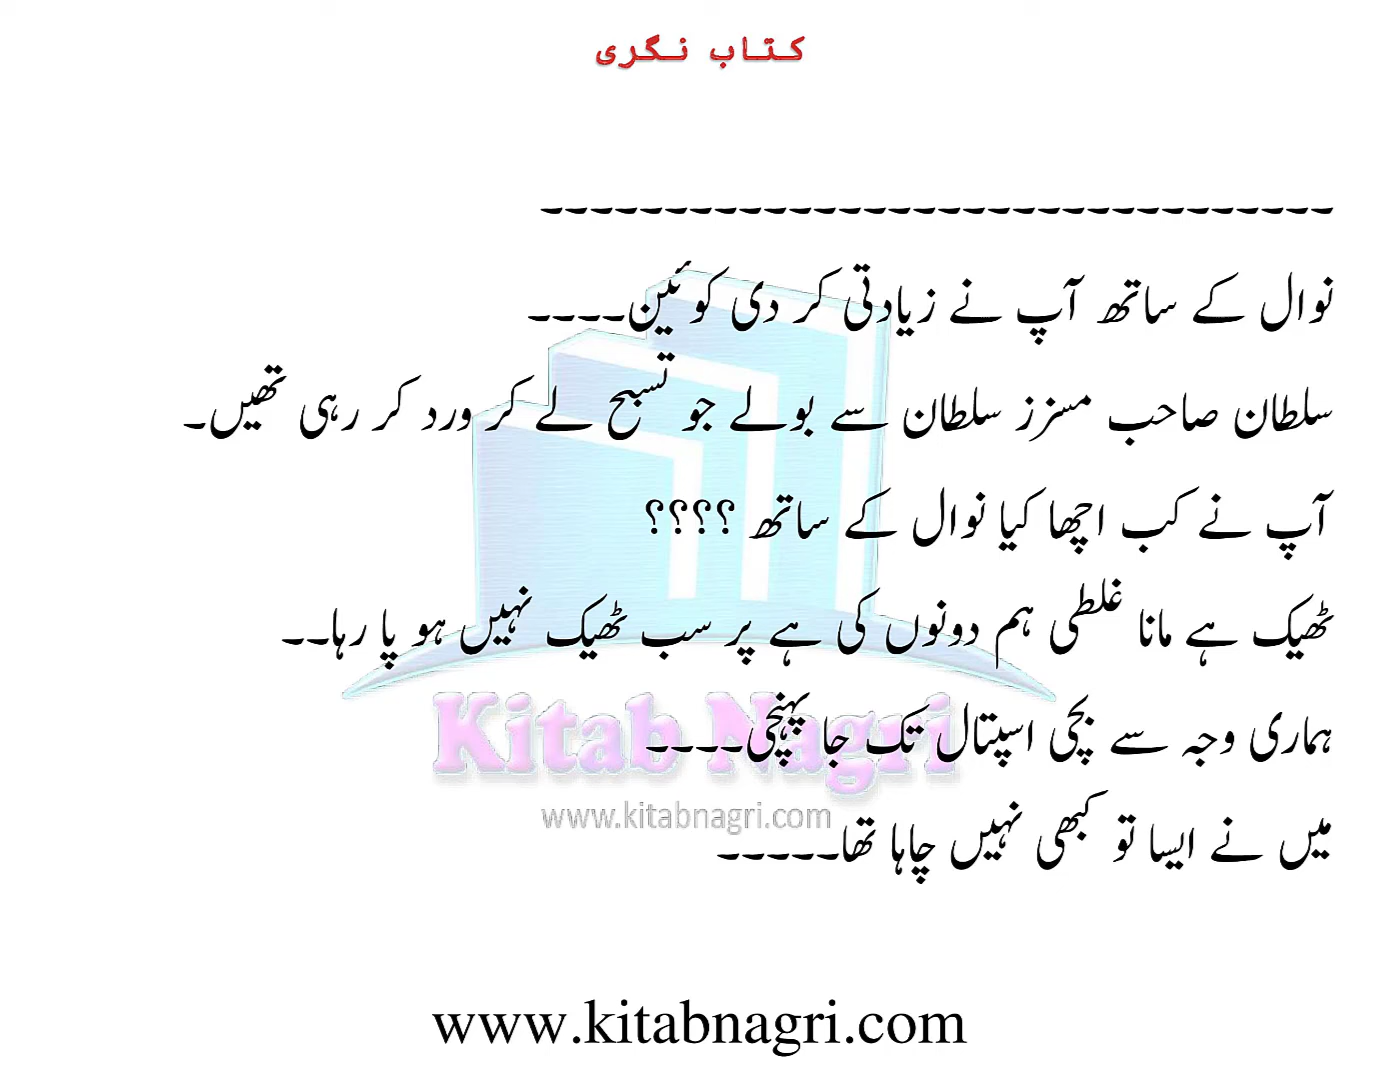 کتاب نگری
۔۔۔۔۔۔۔۔۔۔۔۔۔۔۔۔۔۔۔۔۔۔۔۔۔۔۔۔۔۔۔۔
نوال کے ساتھ آپ نے زیادتی کر دی کوئین۔۔۔۔
سلطان صاحب مسزز سلطان سے بولے جو تسبیح لے کر ورد کر رہی تھیں۔
آپ نے کب اچھا کیا نوال کے ساتھ ؟؟؟؟
ٹھیک ہے مانا غلطی ہم دونوں کی ہے پر سب ٹھیک نہیں ہو پا رہا۔۔
ہماری وجہ سے بچی اسپتال تک جا پہنچی۔۔۔۔
Kitab Nagri
www.kitabnagri.com
میں نے ایسا تو کبھی نہیں چاہا تھا۔۔۔۔۔
www.kitabnagri.com